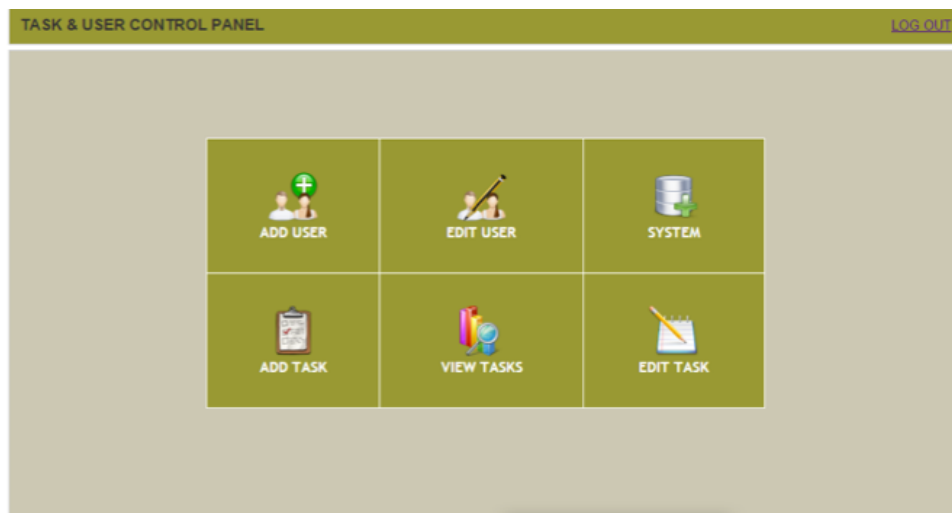 TASK & USER CONTROL PANEL
LOG OUT
ADD USER
EDIT USER
SYSTEM
ADD TASK
VIEW TASKS
EDIT TASK